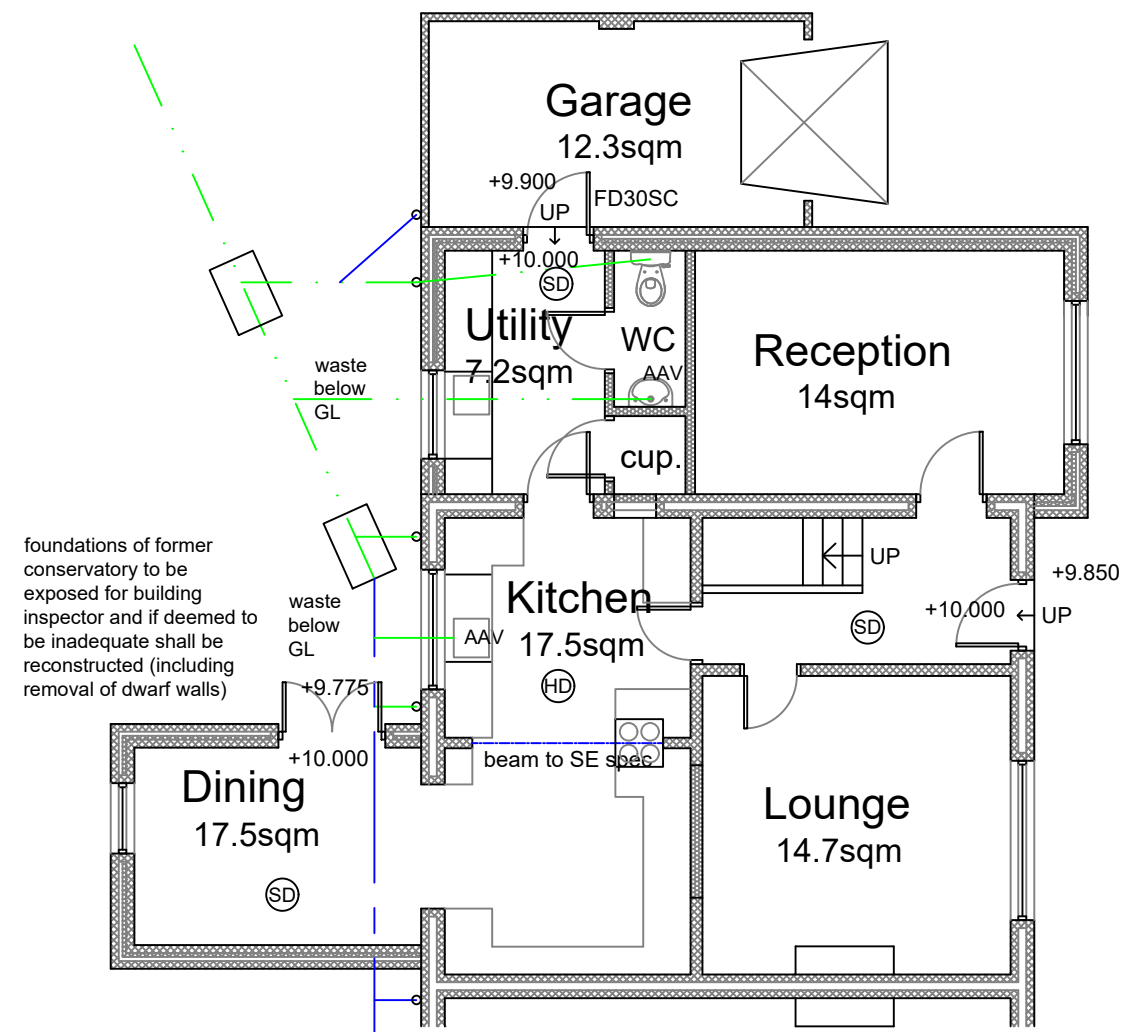 Garage
12.3sqm
+9.900
FD30SC
UP
+10.000
SD
Utility
7.2sqm
WC
AAV
Reception
14sqm
waste
below
GL
cup.
foundations of former
conservatory to be
exposed for building
inspector and if deemed to
be inadequate shall be
reconstructed (including
removal of dwarf walls)
waste
below
GL
Kitchen
17.5sqm
AAV
HD
UP
+9.850
+10.000
UP
SD
+9.775
+10.000
beam to SE spec
Dining
17.5sqm
SD
Lounge
14.7sqm